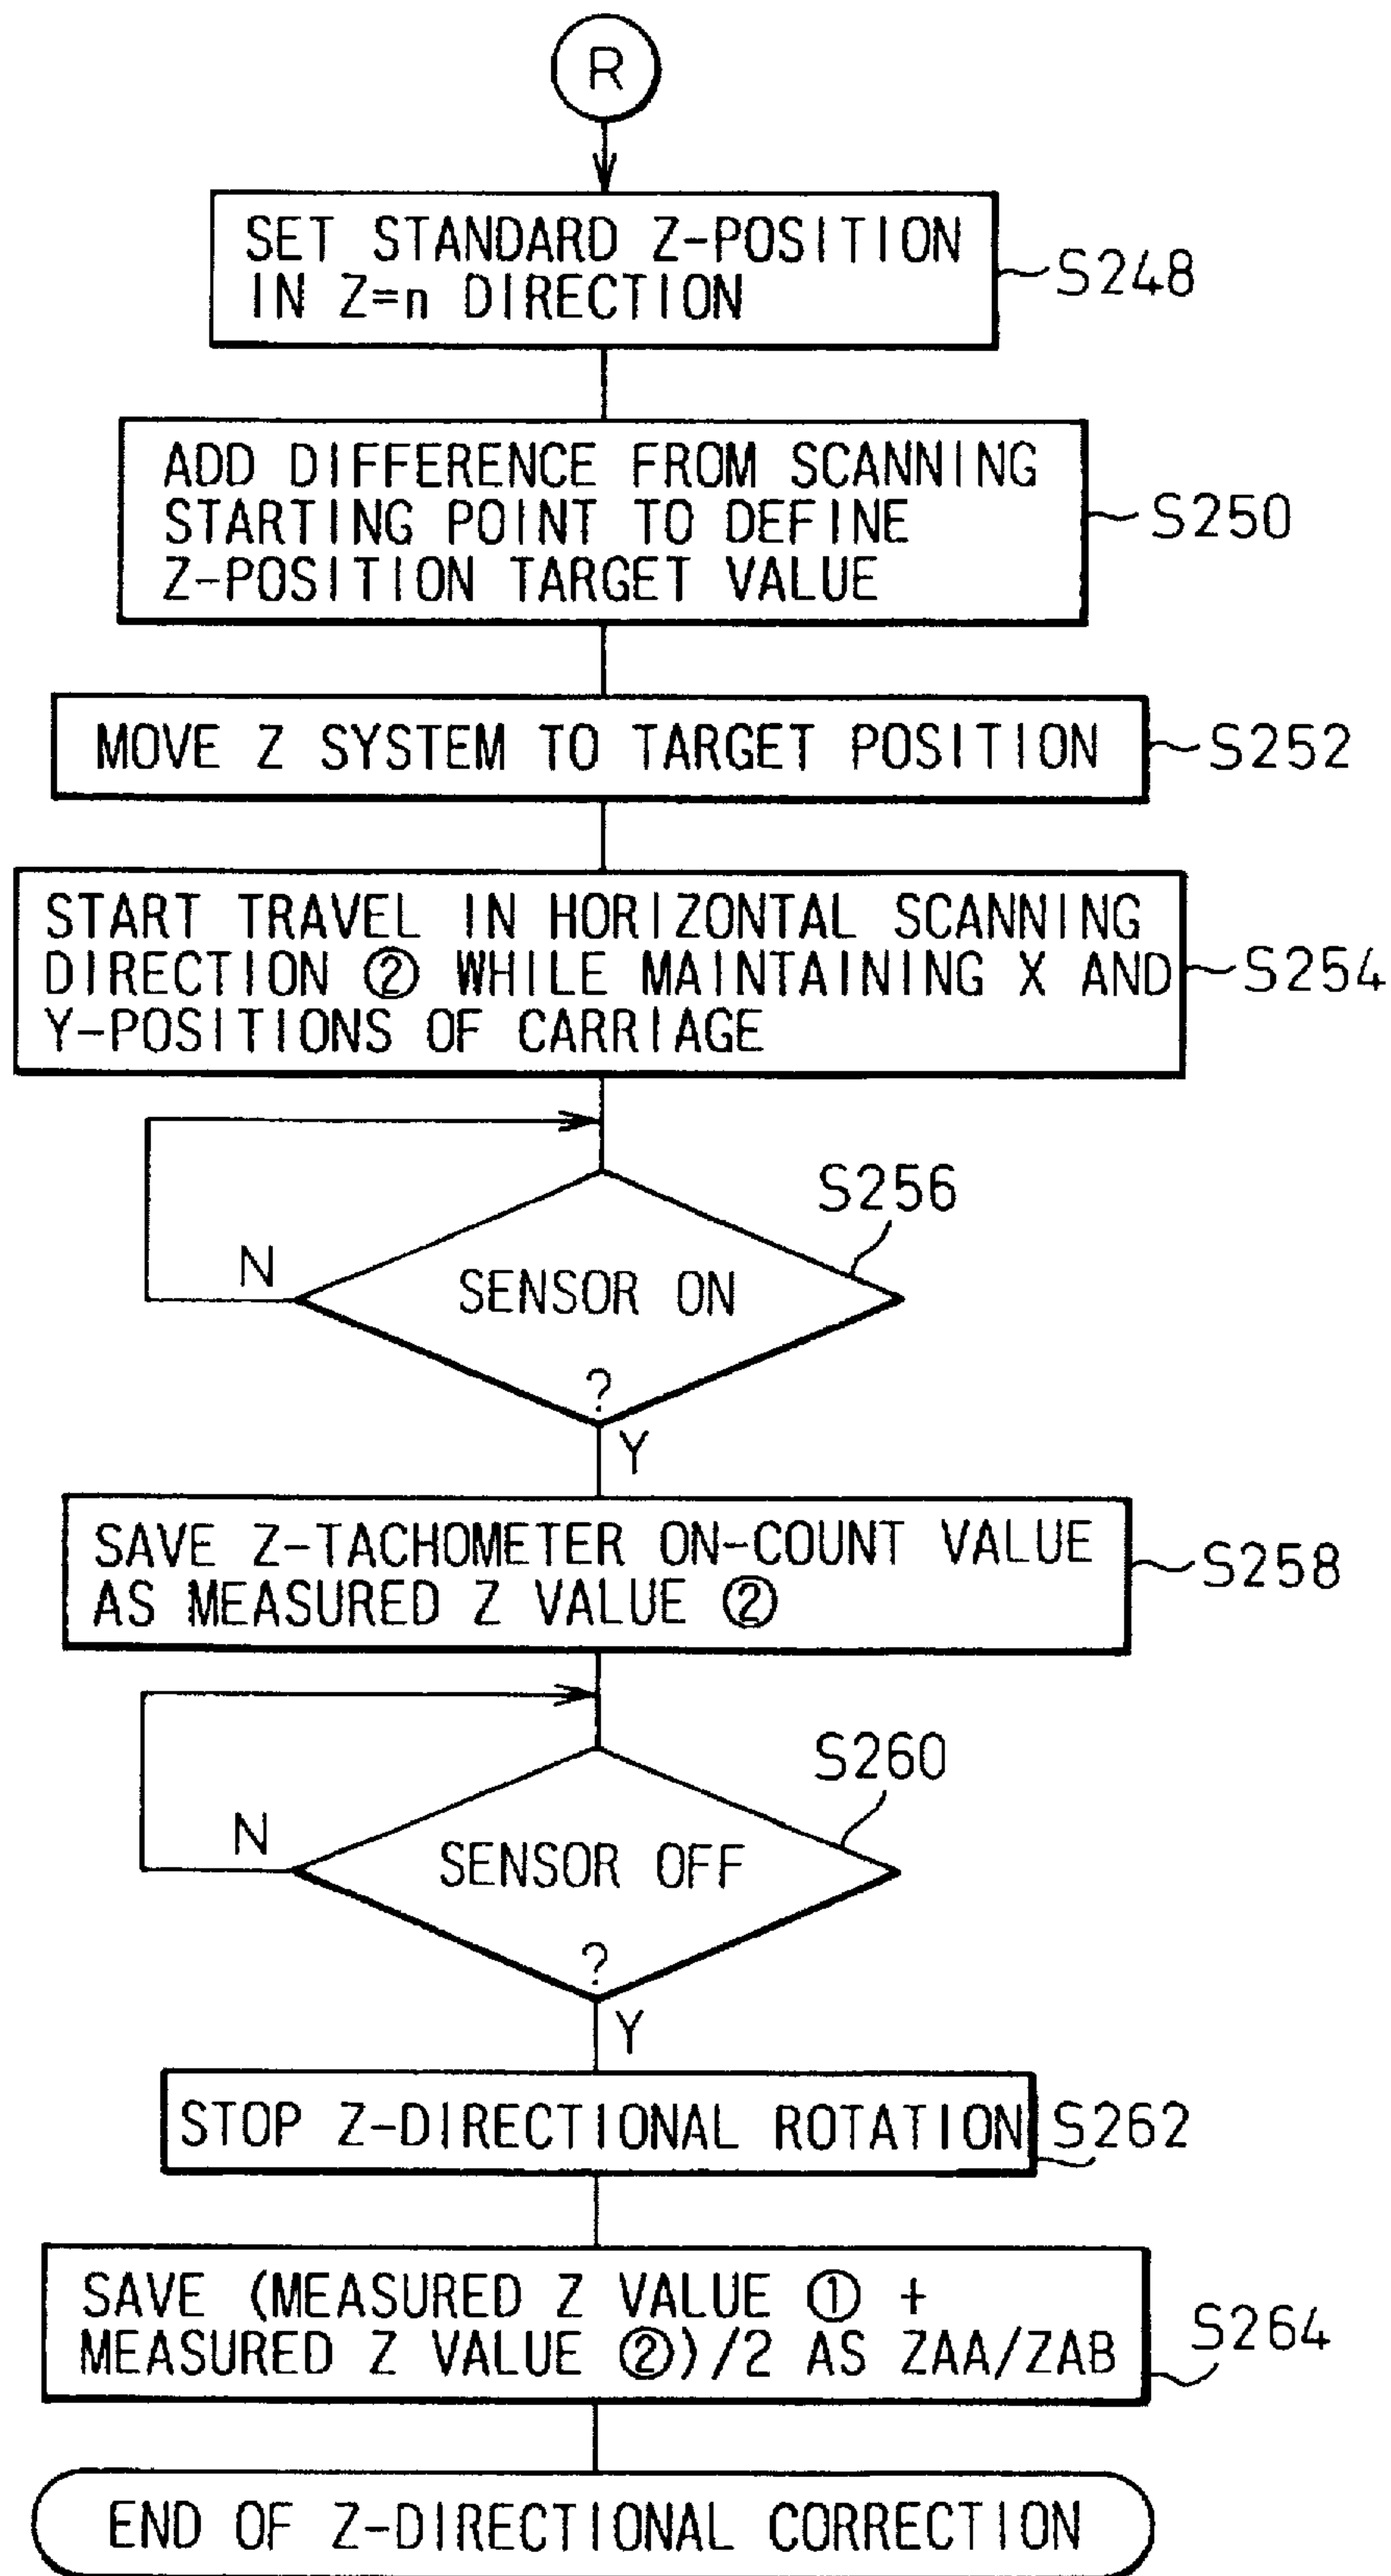 R
SET STANDARD Z-POSITION
IN Z=n DIRECTION
S248
ADD DIFFERENCE FROM SCANNING
STARTING POINT TO DEFINE
Z-POSITION TARGET VALUE
S250
MOVE Z SYSTEM TO TARGET POSITION
S252
START TRAVEL IN HORIZONTAL SCANNING
DIRECTION ② WHILE MAINTAINING X AND
Y-POSITIONS OF CARRIAGE
S254
S256
N
SENSOR ON
?
Y
SAVE Z-TACHOMETER ON-COUNT VALUE
AS MEASURED Z VALUE ②
S258
S260
N
SENSOR OFF
?
Y
STOP Z-DIRECTIONAL ROTATION
S262
SAVE (MEASURED Z VALUE ① +
MEASURED Z VALUE ②)/2 AS ZAA/ZAB
S264
END OF Z-DIRECTIONAL CORRECTION